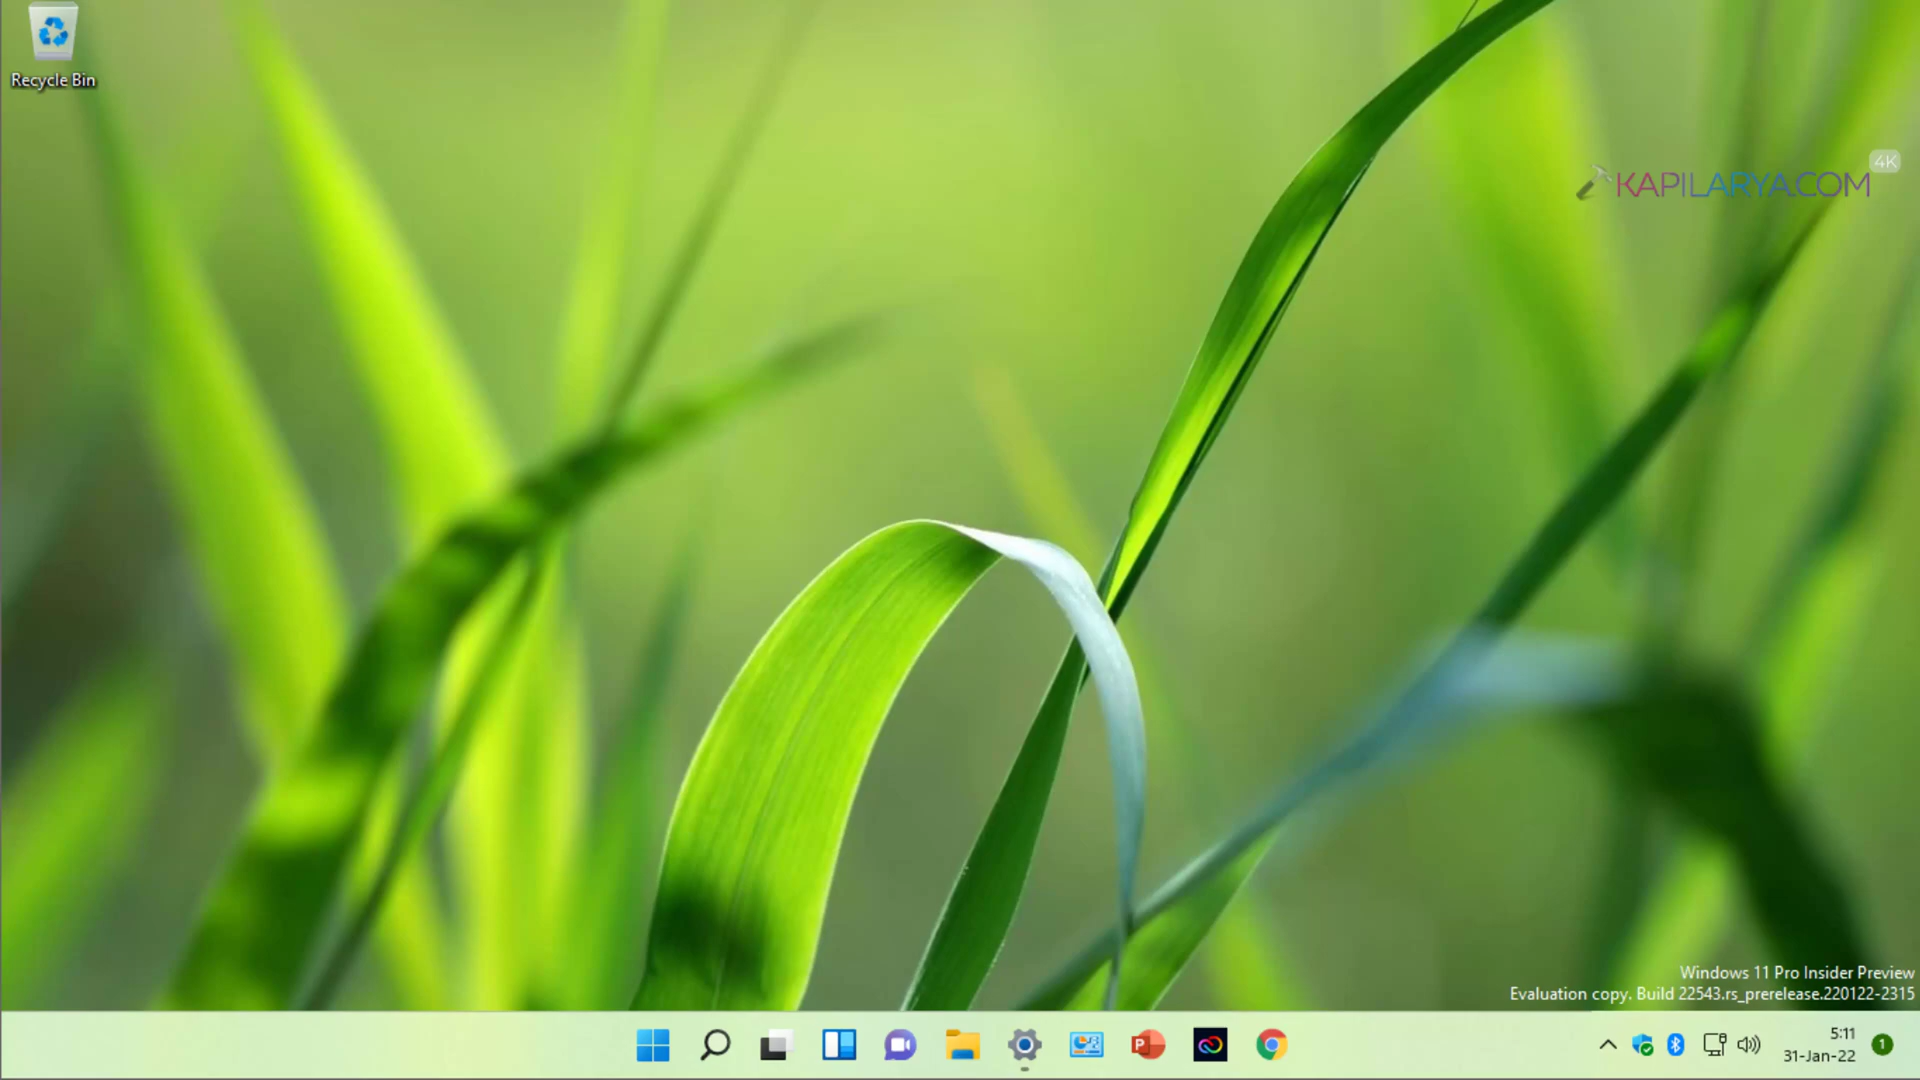 Recycle Bin
4K
KAPILARYA.COM
Windows 11 Pro Insider Preview
Evaluation copy. Build 22543.rs_prerelease.220122-2315
P
5:11
31-Jan-22
1